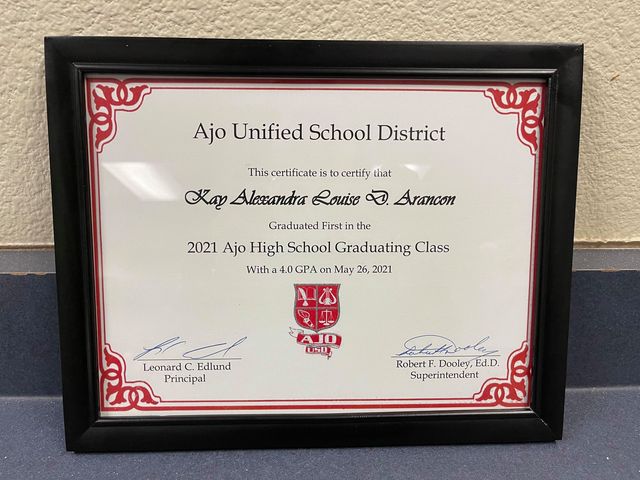 Ajo Unified School District
This certificate is to certify that
Kay Alexandra Louise D. Arancon
Graduated First in the
2021 Ajo High School Graduating Class
With a 4.0 GPA on May 26, 2021
AJO
USD
Leonard C. Edlund
Principal
Robert F. Dooley, Ed.D.
Superintendent